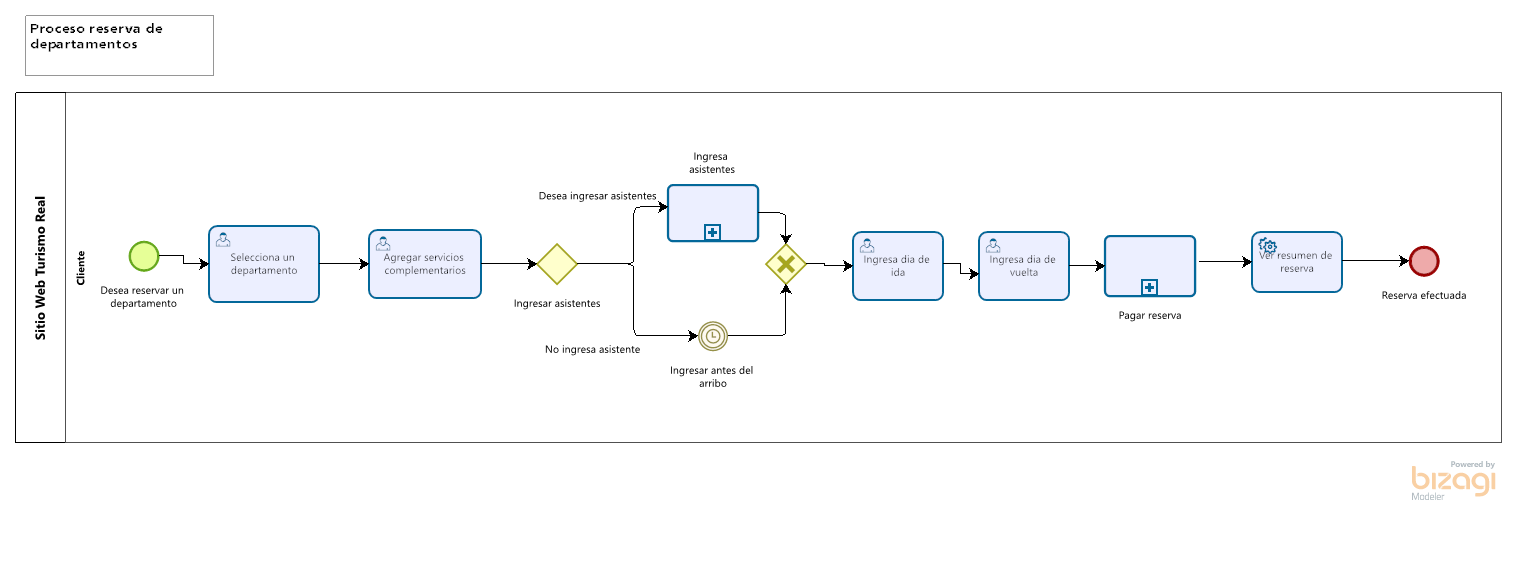 Proceso reserva de
departamentos
Sitio Web Turismo Real
Cliente
Desea reservar un
departamento
Selecciona un
departamento
Agregar servicios
complementarios
Ingresar asistentes
Desea ingresar asistentes
Ingresa
asistentes
No ingresa asistente
Ingresar antes del
arribo
Ingresa dia de
ida
Ingresa dia de
vuelta
Pagar reserva
Ver resumen de
reserva
Reserva efectuada
Powered by
bizagi
Modeler